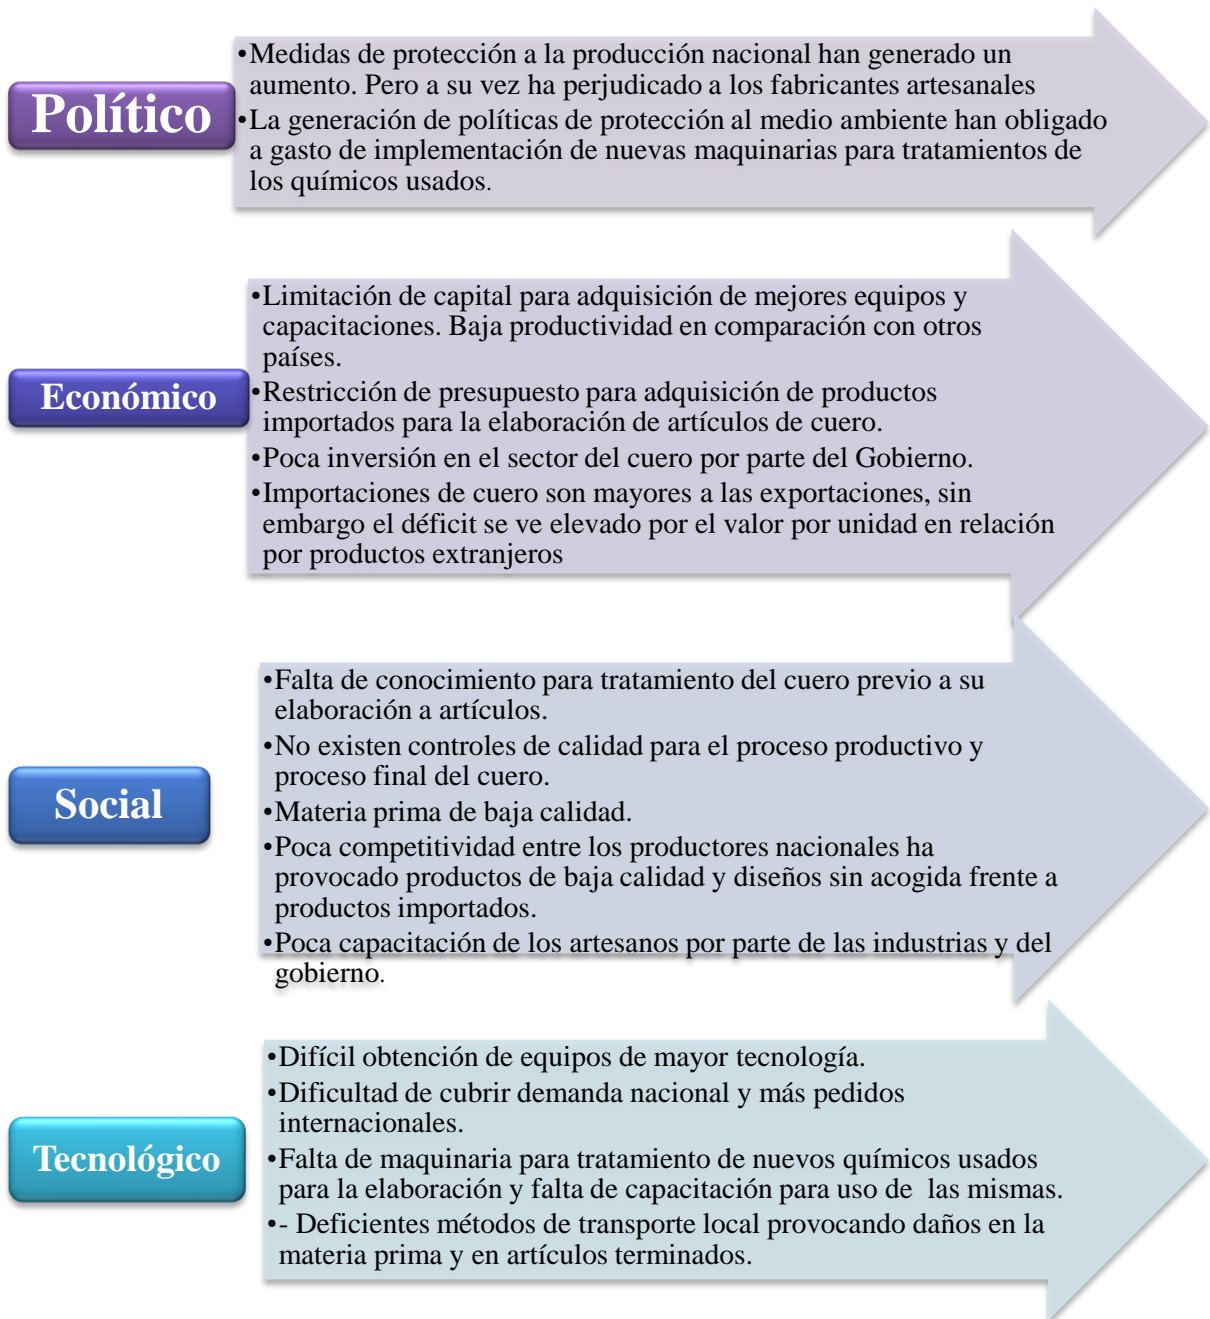 Político
•Medidas de protección a la producción nacional han generado un
aumento. Pero a su vez ha perjudicado a los fabricantes artesanales
•La generación de políticas de protección al medio ambiente han obligado
a gasto de implementación de nuevas maquinarias para tratamientos de
los químicos usados.
Económico
•Limitación de capital para adquisición de mejores equipos y
capacitaciones. Baja productividad en comparación con otros
países.
•Restricción de presupuesto para adquisición de productos
importados para la elaboración de artículos de cuero.
•Poca inversión en el sector del cuero por parte del Gobierno.
•Importaciones de cuero son mayores a las exportaciones, sin
embargo el déficit se ve elevado por el valor por unidad en relación
por productos extranjeros
Social
•Falta de conocimiento para tratamiento del cuero previo a su
elaboración a artículos.
•No existen controles de calidad para el proceso productivo y
proceso final del cuero.
•Materia prima de baja calidad.
•Poca competitividad entre los productores nacionales ha
provocado productos de baja calidad y diseños sin acogida frente a
productos importados.
•Poca capacitación de los artesanos por parte de las industrias y del
gobierno.
Tecnológico
•Difícil obtención de equipos de mayor tecnología.
•Dificultad de cubrir demanda nacional y más pedidos
internacionales.
•Falta de maquinaria para tratamiento de nuevos químicos usados
para la elaboración y falta de capacitación para uso de  las mismas.
•- Deficientes métodos de transporte local provocando daños en la
materia prima y en artículos terminados.